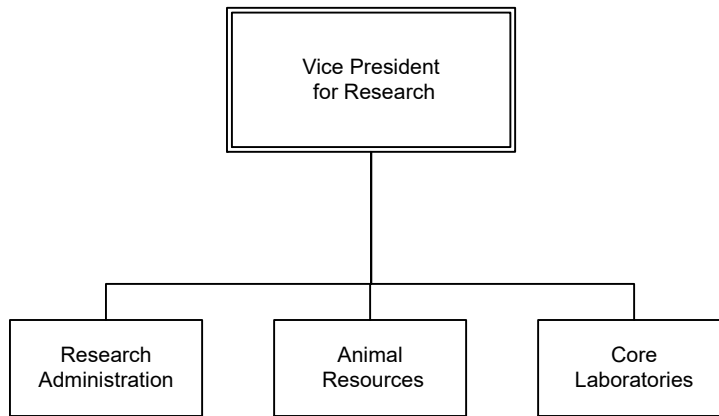 Vice President
for Research
Research
Administration
Animal
Resources
Core
Laboratories